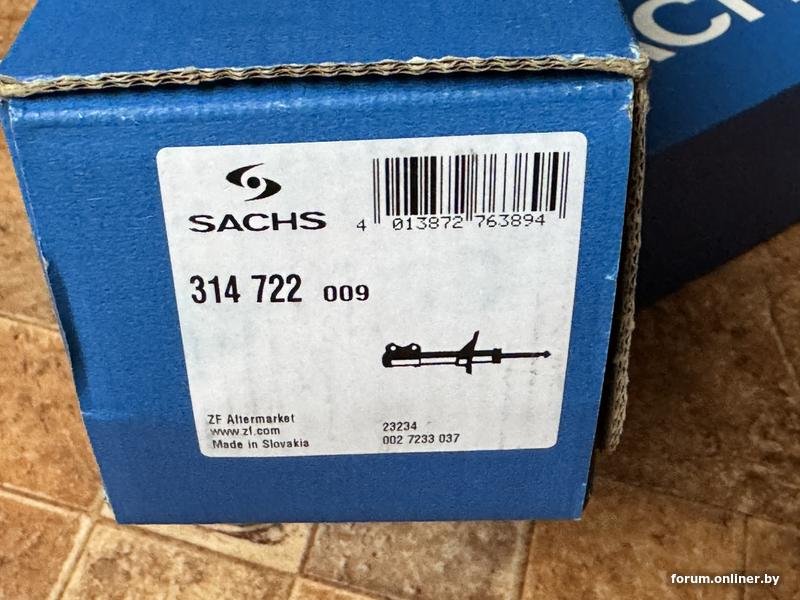 SACHS
4 013872 763894
314 722 009
ZF Aftermarket
www.zf.com
Made in Slovakia
23234
002 7233 037
forum.onliner.by